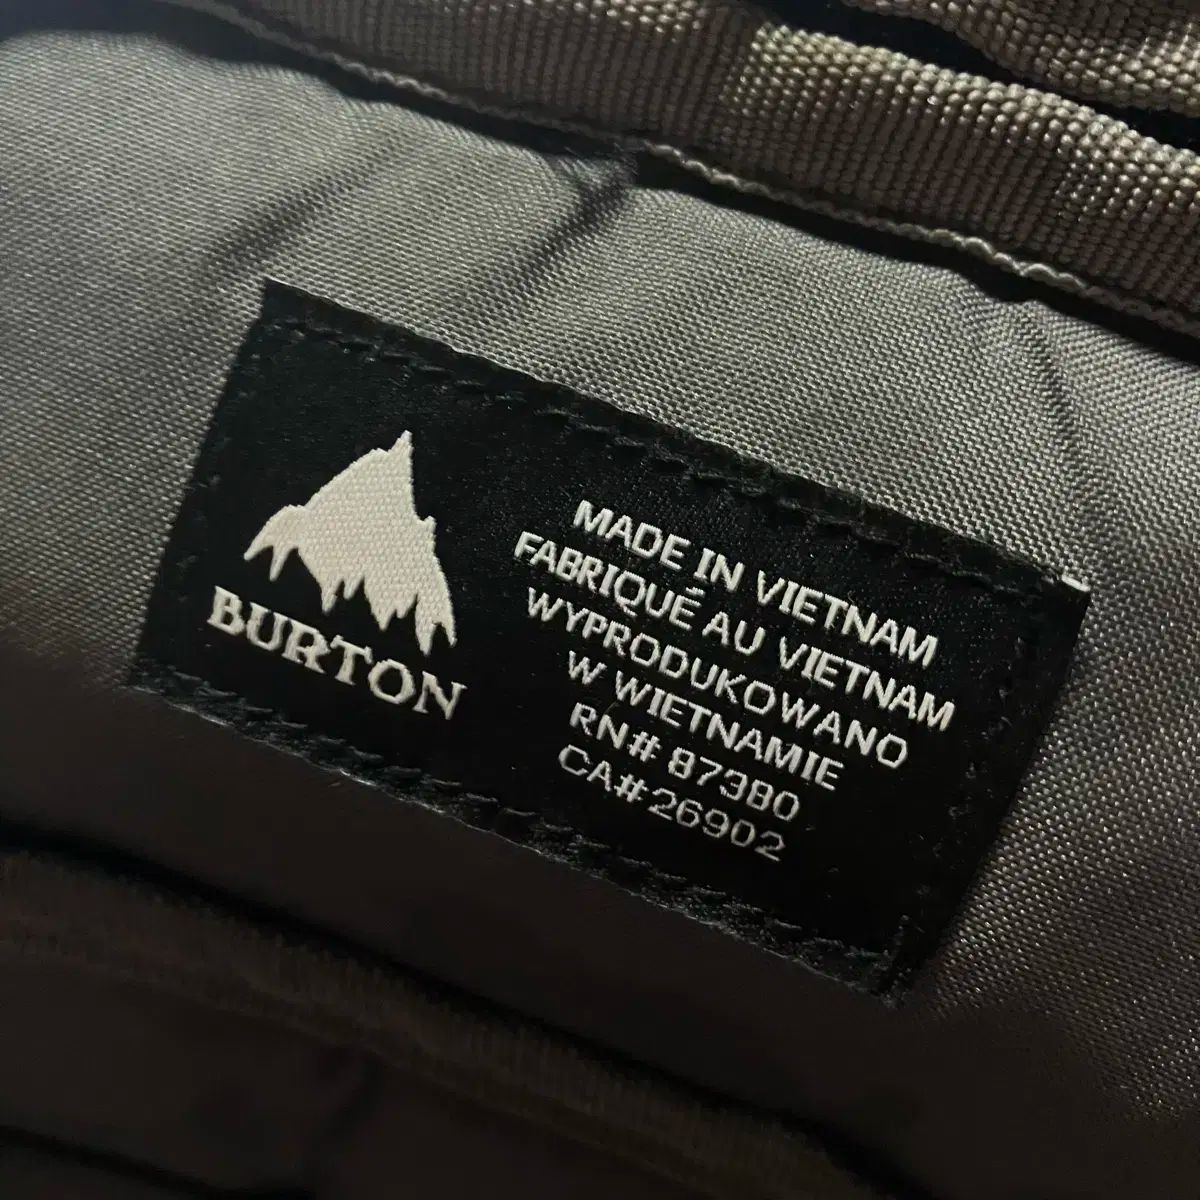 BURTON
MADE IN VIETNAM
FABRIQUÉ AU VIETNAM
WYPRODUKOWANO
W WIETNAMIE
RN# 87380
CA#26902